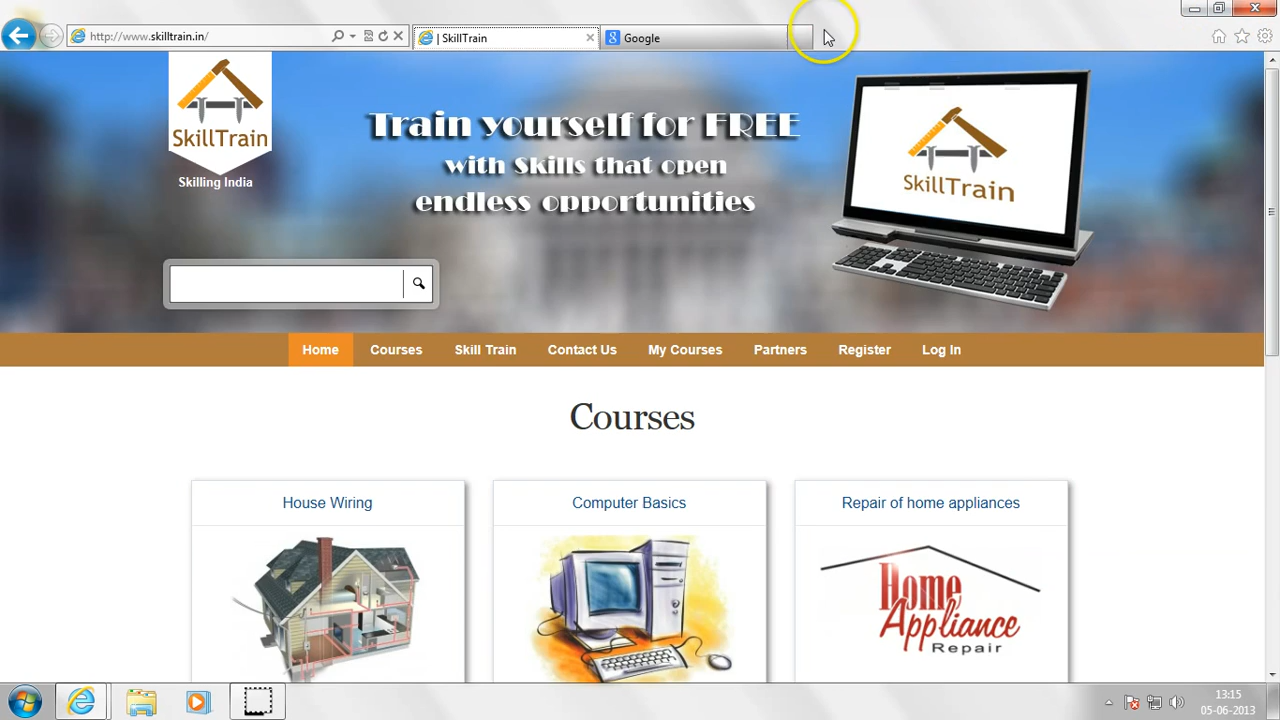 http://www.skilltrain.in/
| SkillTrain
Google
SkillTrain
Skilling India
Train yourself for FREE
with Skills that open
endless opportunities
SkillTrain
Home
Courses
Skill Train
Contact Us
My Courses
Partners
Register
Log In
Courses
House Wiring
Computer Basics
Repair of home appliances
Home
Appliance
Repair
13:15
05-06-2013